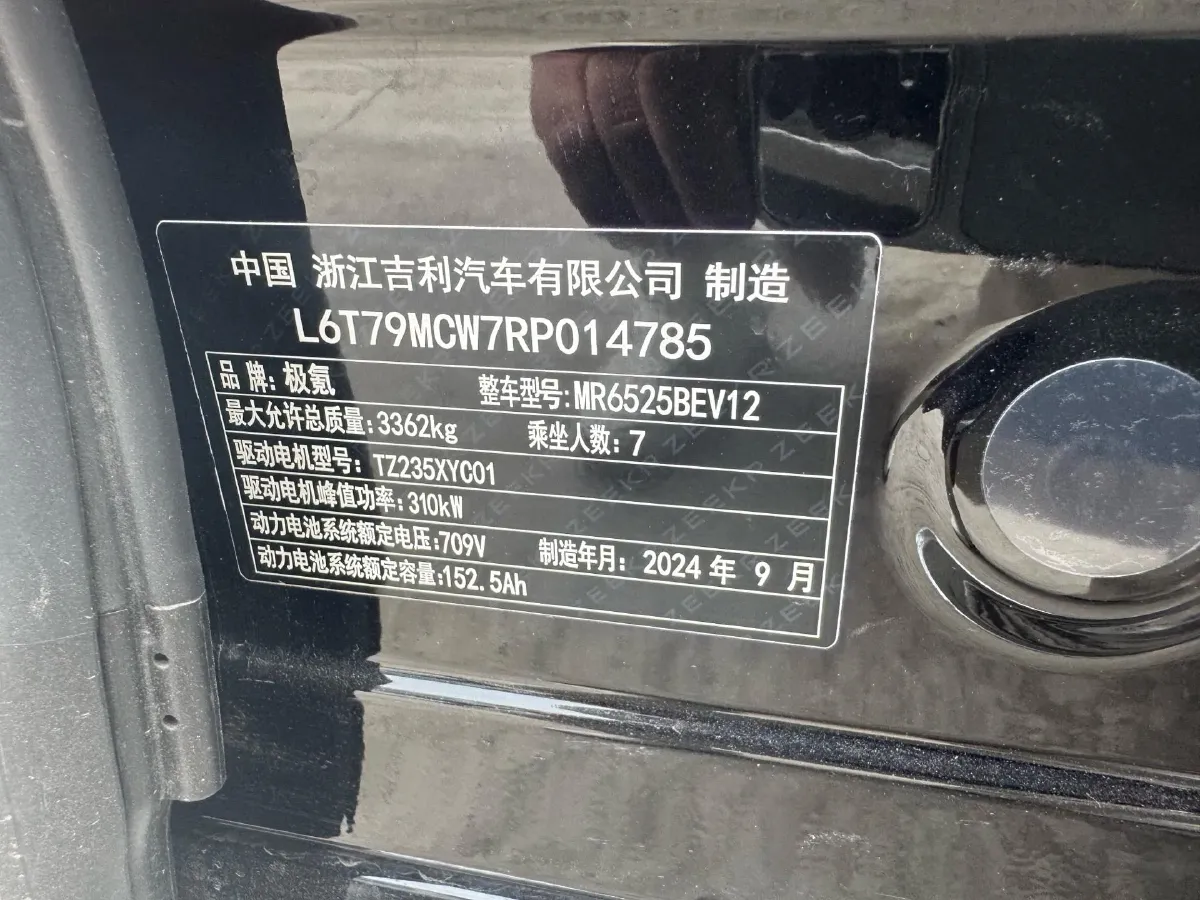 中国 浙江吉利汽车有限公司 制造
L6T79MCW7RP014785
品牌:极氪 整车型号:MR6525BEV12
最大允许总质量:3362kg 乘坐人数:7
驱动电机型号:TZ235XYC01
驱动电机峰值功率:310kW
动力电池系统额定电压:709V 制造年月:2024年9月
动力电池系统额定容量:152.5Ah